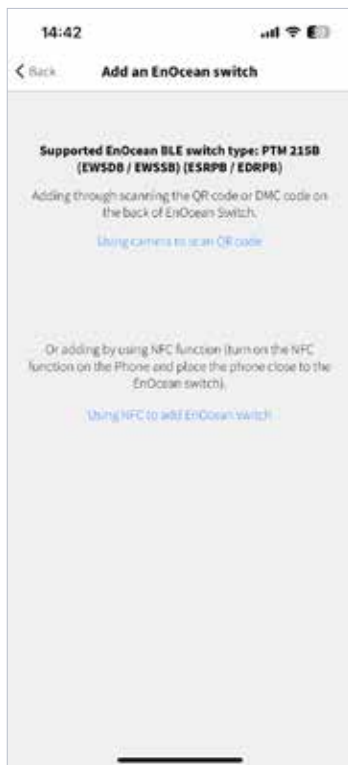 14:42
Back Add an EnOcean switch
Supported EnOcean BLE switch type: PTM 215B
(EWSDB / EWSSB) (ESRPB / EDRPB)
Adding through scanning the QR code or DMC code on
the back of EnOcean Switch.
Using camera to scan QR code
Or adding by using NFC function (turn on the NFC
function on the Phone and place the phone close to the
EnOcean switch).
Using NFC to add EnOcean switch